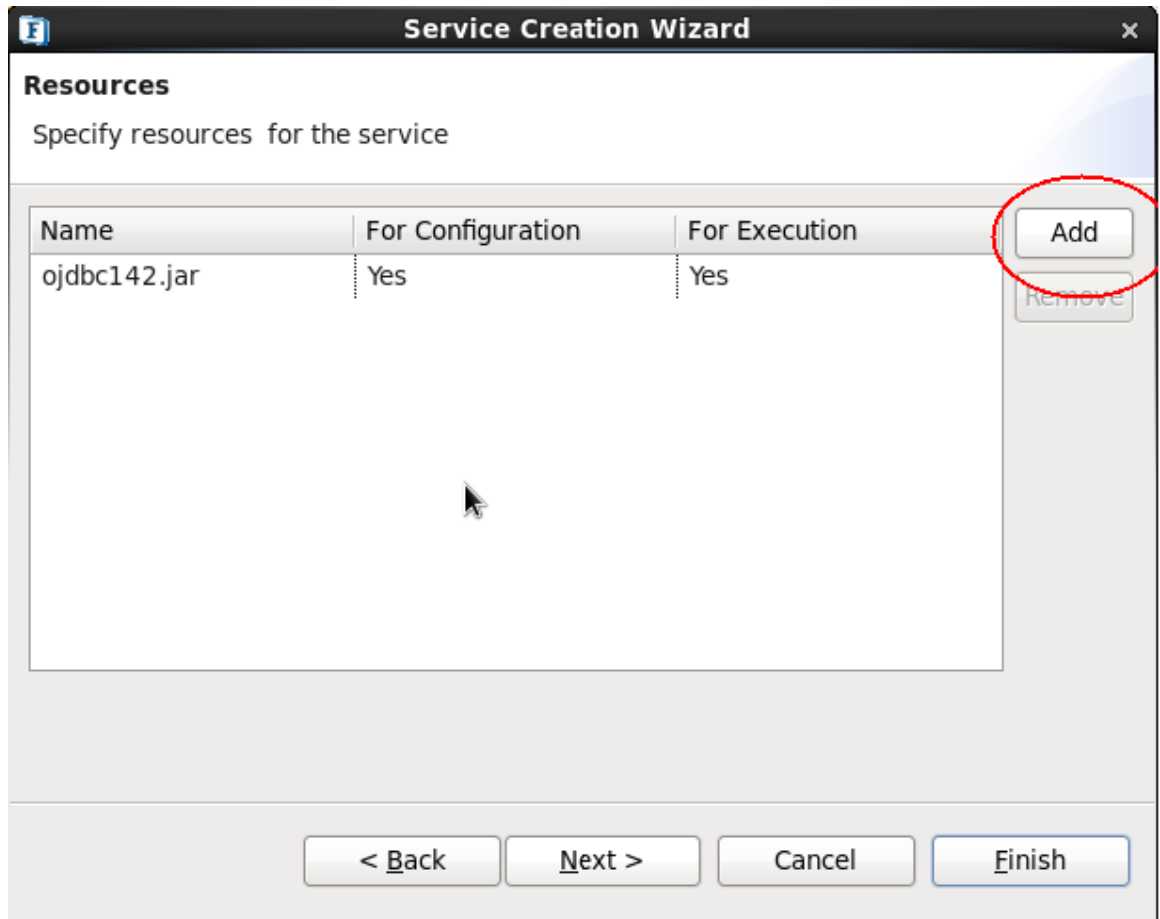 Service Creation Wizard
Resources
Specify resources for the service
Name For Configuration For Execution
ojdbc142.jar Yes Yes
Add
Remove
< Back Next > Cancel Finish